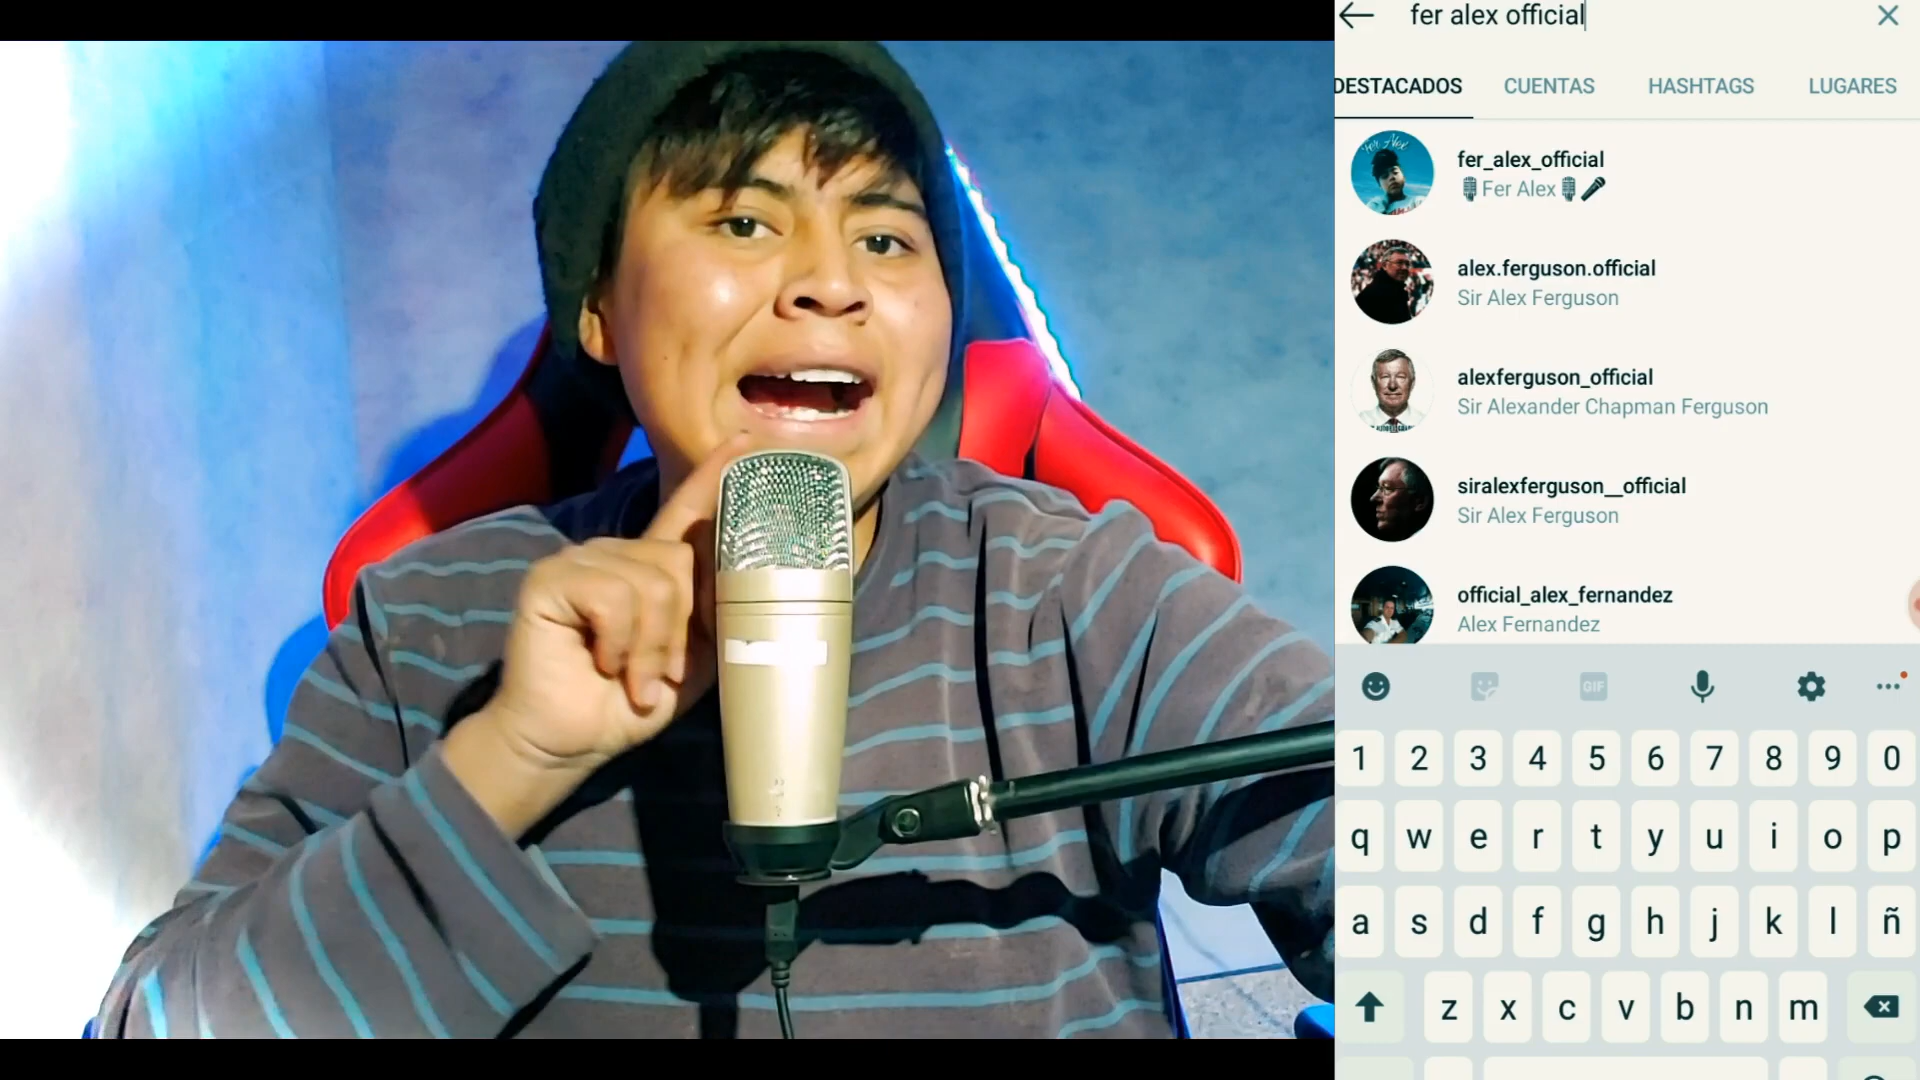 fer alex official
DESTACADOS CUENTAS HASHTAGS LUGARES
Fer Alex
fer_alex_official
🎙Fer Alex🎙🎤
alex.ferguson.official
Sir Alex Ferguson
alexferguson_official
Sir Alexander Chapman Ferguson
siralexferguson__official
Sir Alex Ferguson
official_alex_fernandez
Alex Fernandez
GIF
1 2 3 4 5 6 7 8 9 0
q w e r t y u i o p
a s d f g h j k l ñ
z x c v b n m